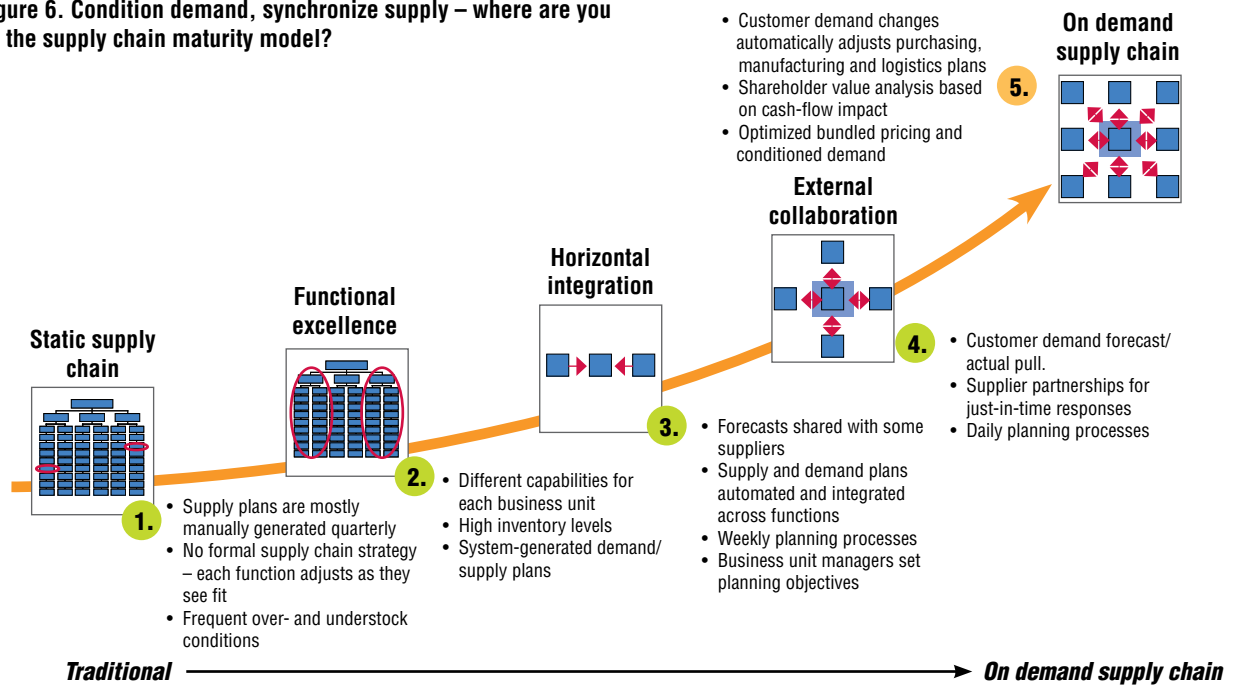 gure 6. Condition demand, synchronize supply – where are you
the supply chain maturity model?
Static supply
chain
1.
• Supply plans are mostly
manually generated quarterly
• No formal supply chain strategy
– each function adjusts as they
see fit
• Frequent over- and understock
conditions
Functional
excellence
2.
• Different capabilities for
each business unit
• High inventory levels
• System-generated demand/
supply plans
Horizontal
integration
3.
• Forecasts shared with some
suppliers
• Supply and demand plans
automated and integrated
across functions
• Weekly planning processes
• Business unit managers set
planning objectives
External
collaboration
4.
• Customer demand forecast/
actual pull.
• Supplier partnerships for
just-in-time responses
• Daily planning processes
On demand
supply chain
5.
• Customer demand changes
automatically adjusts purchasing,
manufacturing and logistics plans
• Shareholder value analysis based
on cash-flow impact
• Optimized bundled pricing and
conditioned demand
Traditional
On demand supply chain